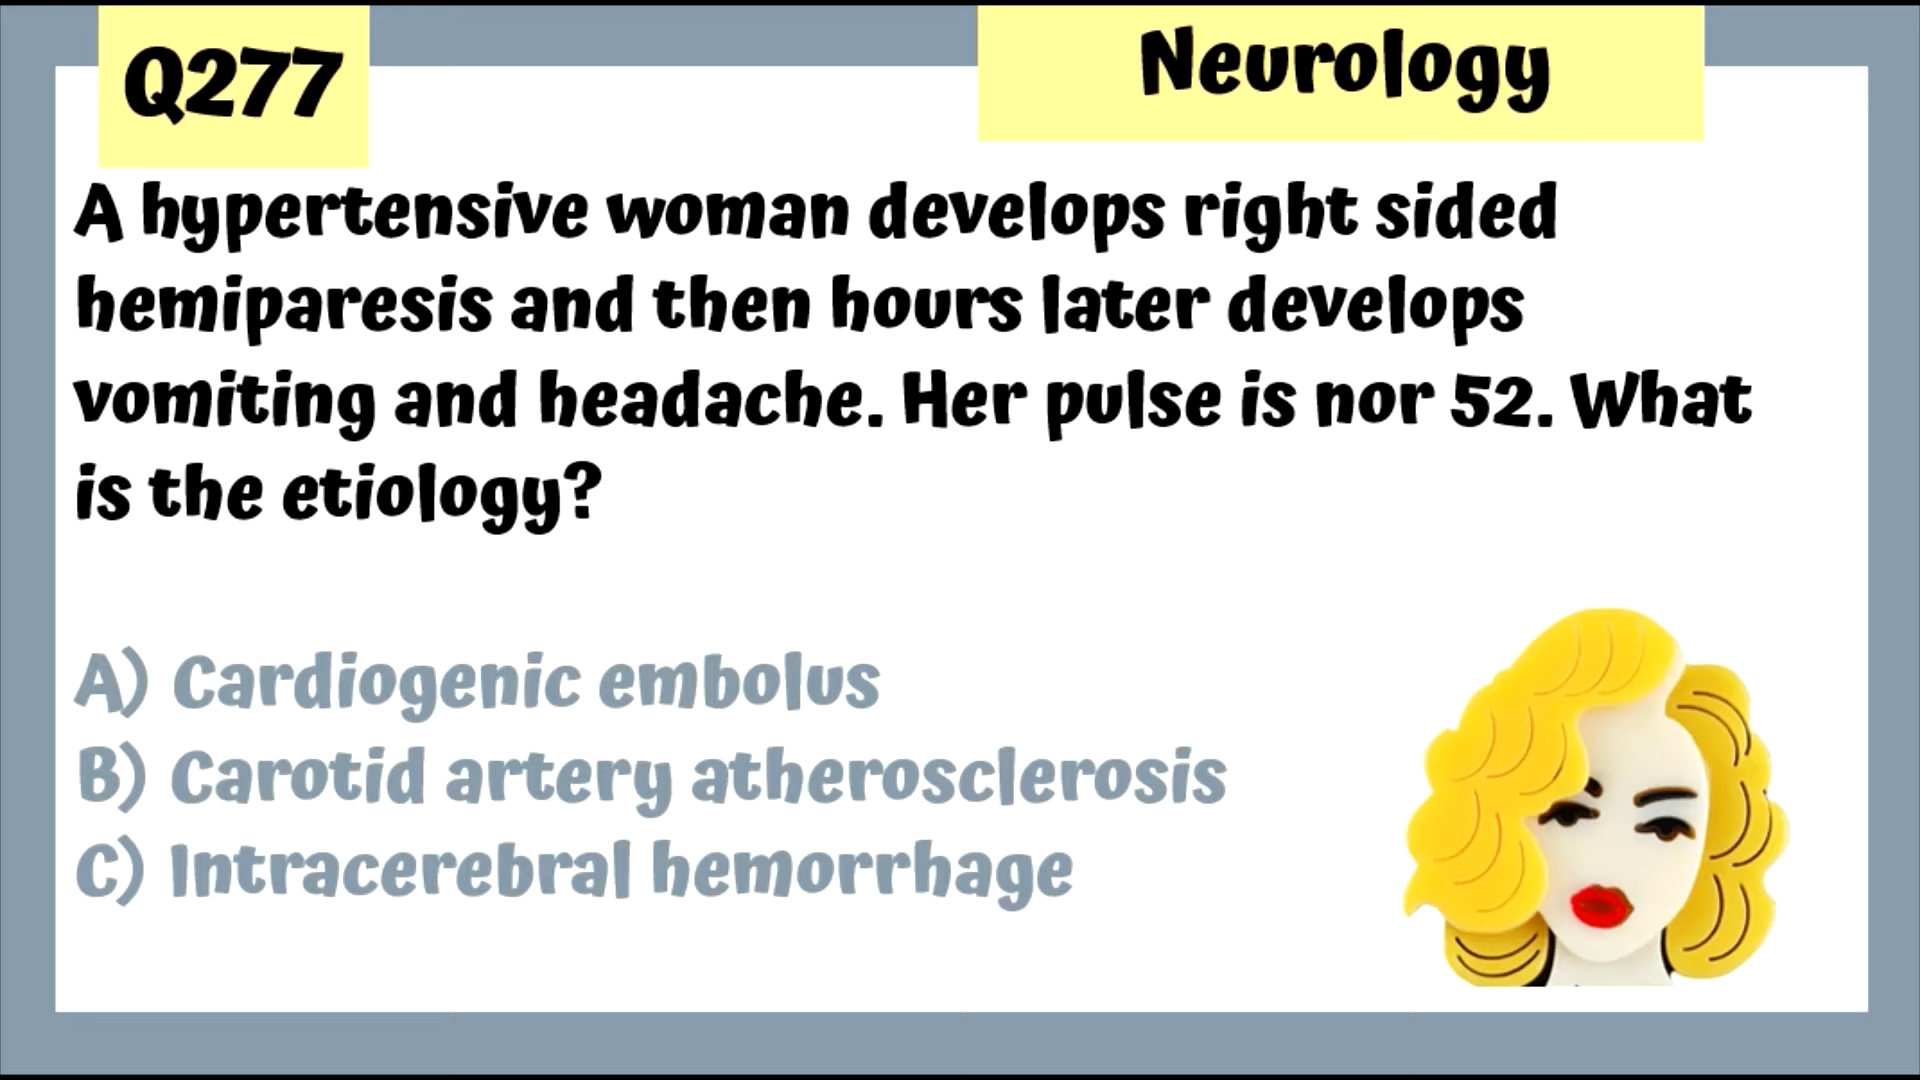 Q277
Neurology
A hypertensive woman develops right sided
hemiparesis and then hours later develops
vomiting and headache. Her pulse is nor 52. What
is the etiology?
A) Cardiogenic embolus
B) Carotid artery atherosclerosis
C) Intracerebral hemorrhage